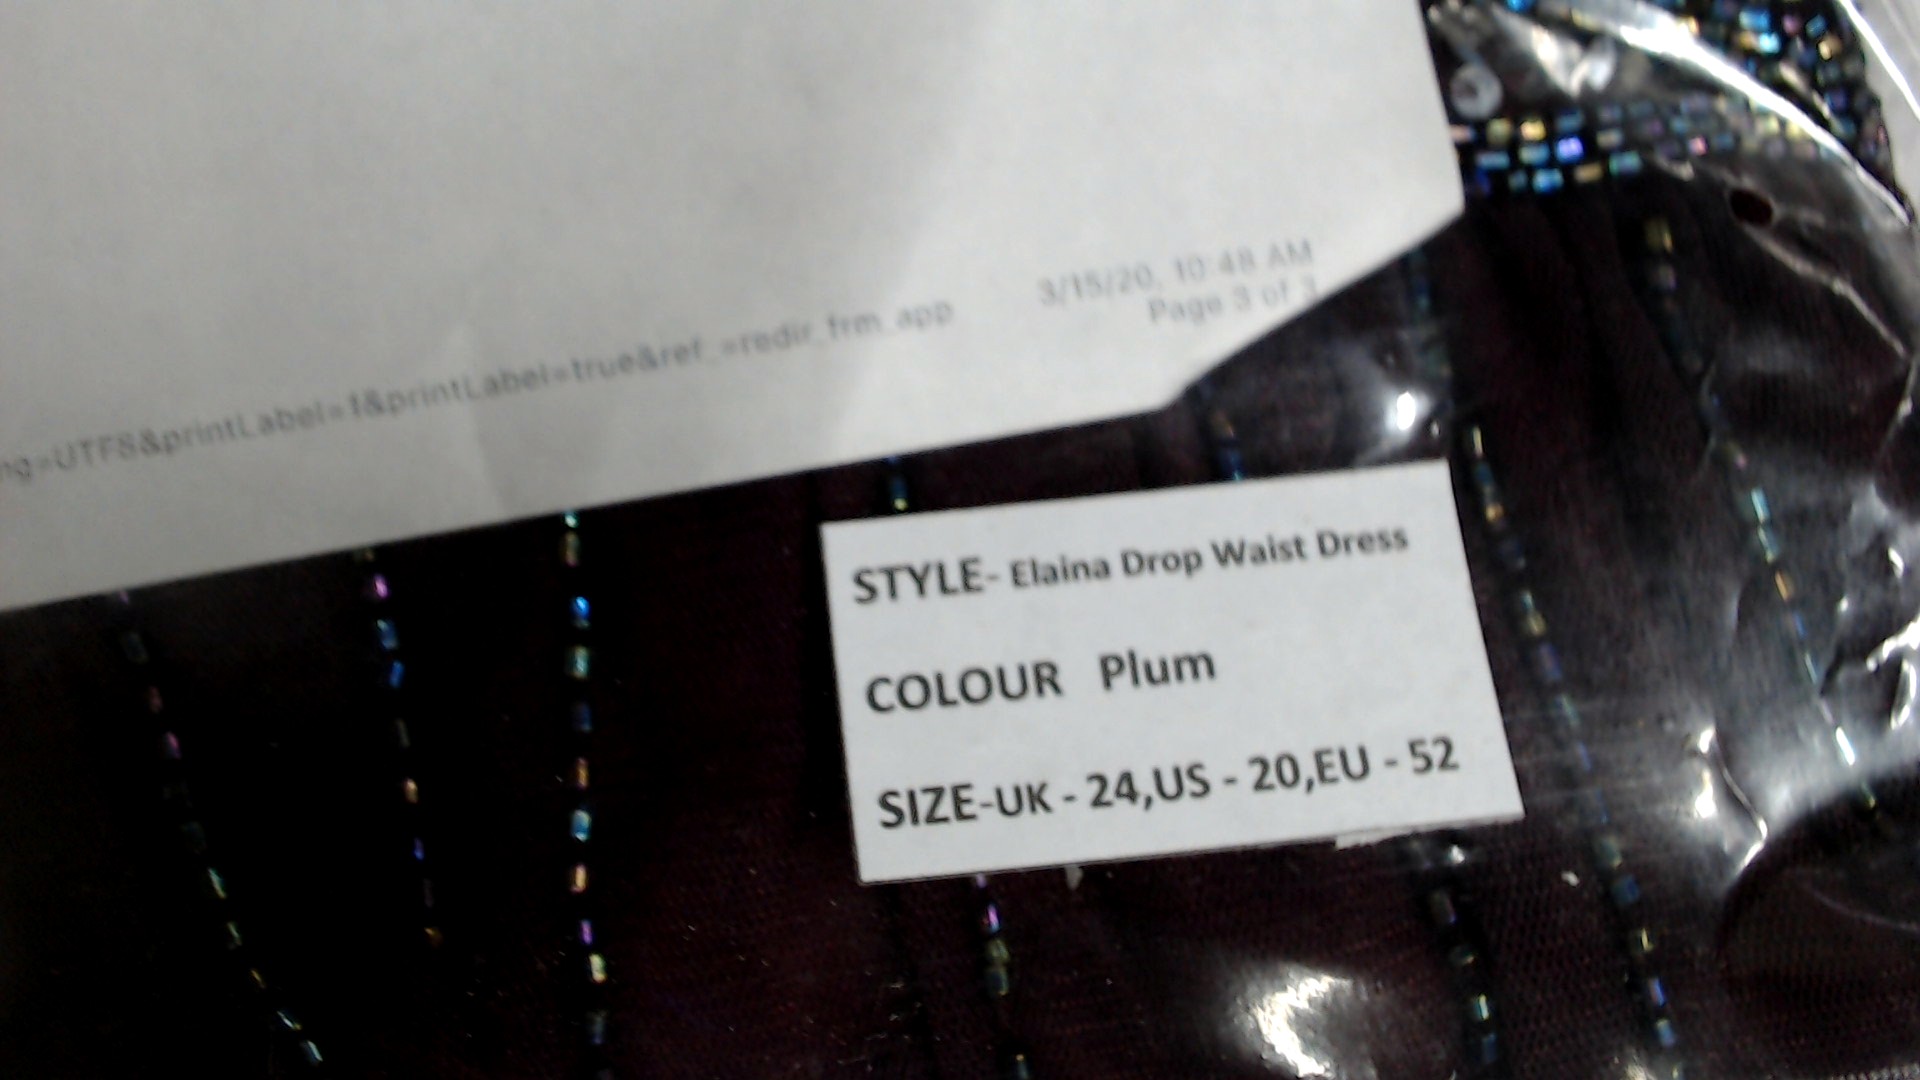 3/15/20, 10:48 AM
Page 3 of 3
ng=UTF8&printLabel=1&printLabel=true&ref_=redir_frm_app
STYLE- Elaina Drop Waist Dress
COLOUR Plum
SIZE-UK - 24,US - 20,EU - 52